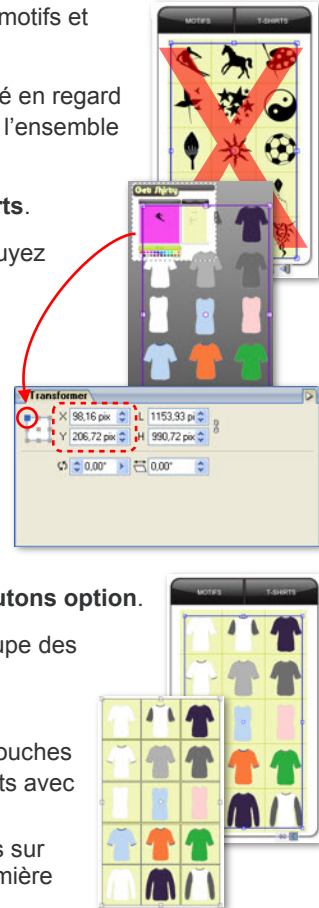 motifs et
MOTIFS T-SHIRTS
é en regard
l'ensemble
rts.
Get Shirty
uyez
Transformer
X 98,16 pix L 1153,93 pi
Y 206,72 pix H 990,72 pix
0,00° 0,00°
utons option.
MOTIFS T-SHIRTS
upe des
ouches
ts avec
s sur
mière